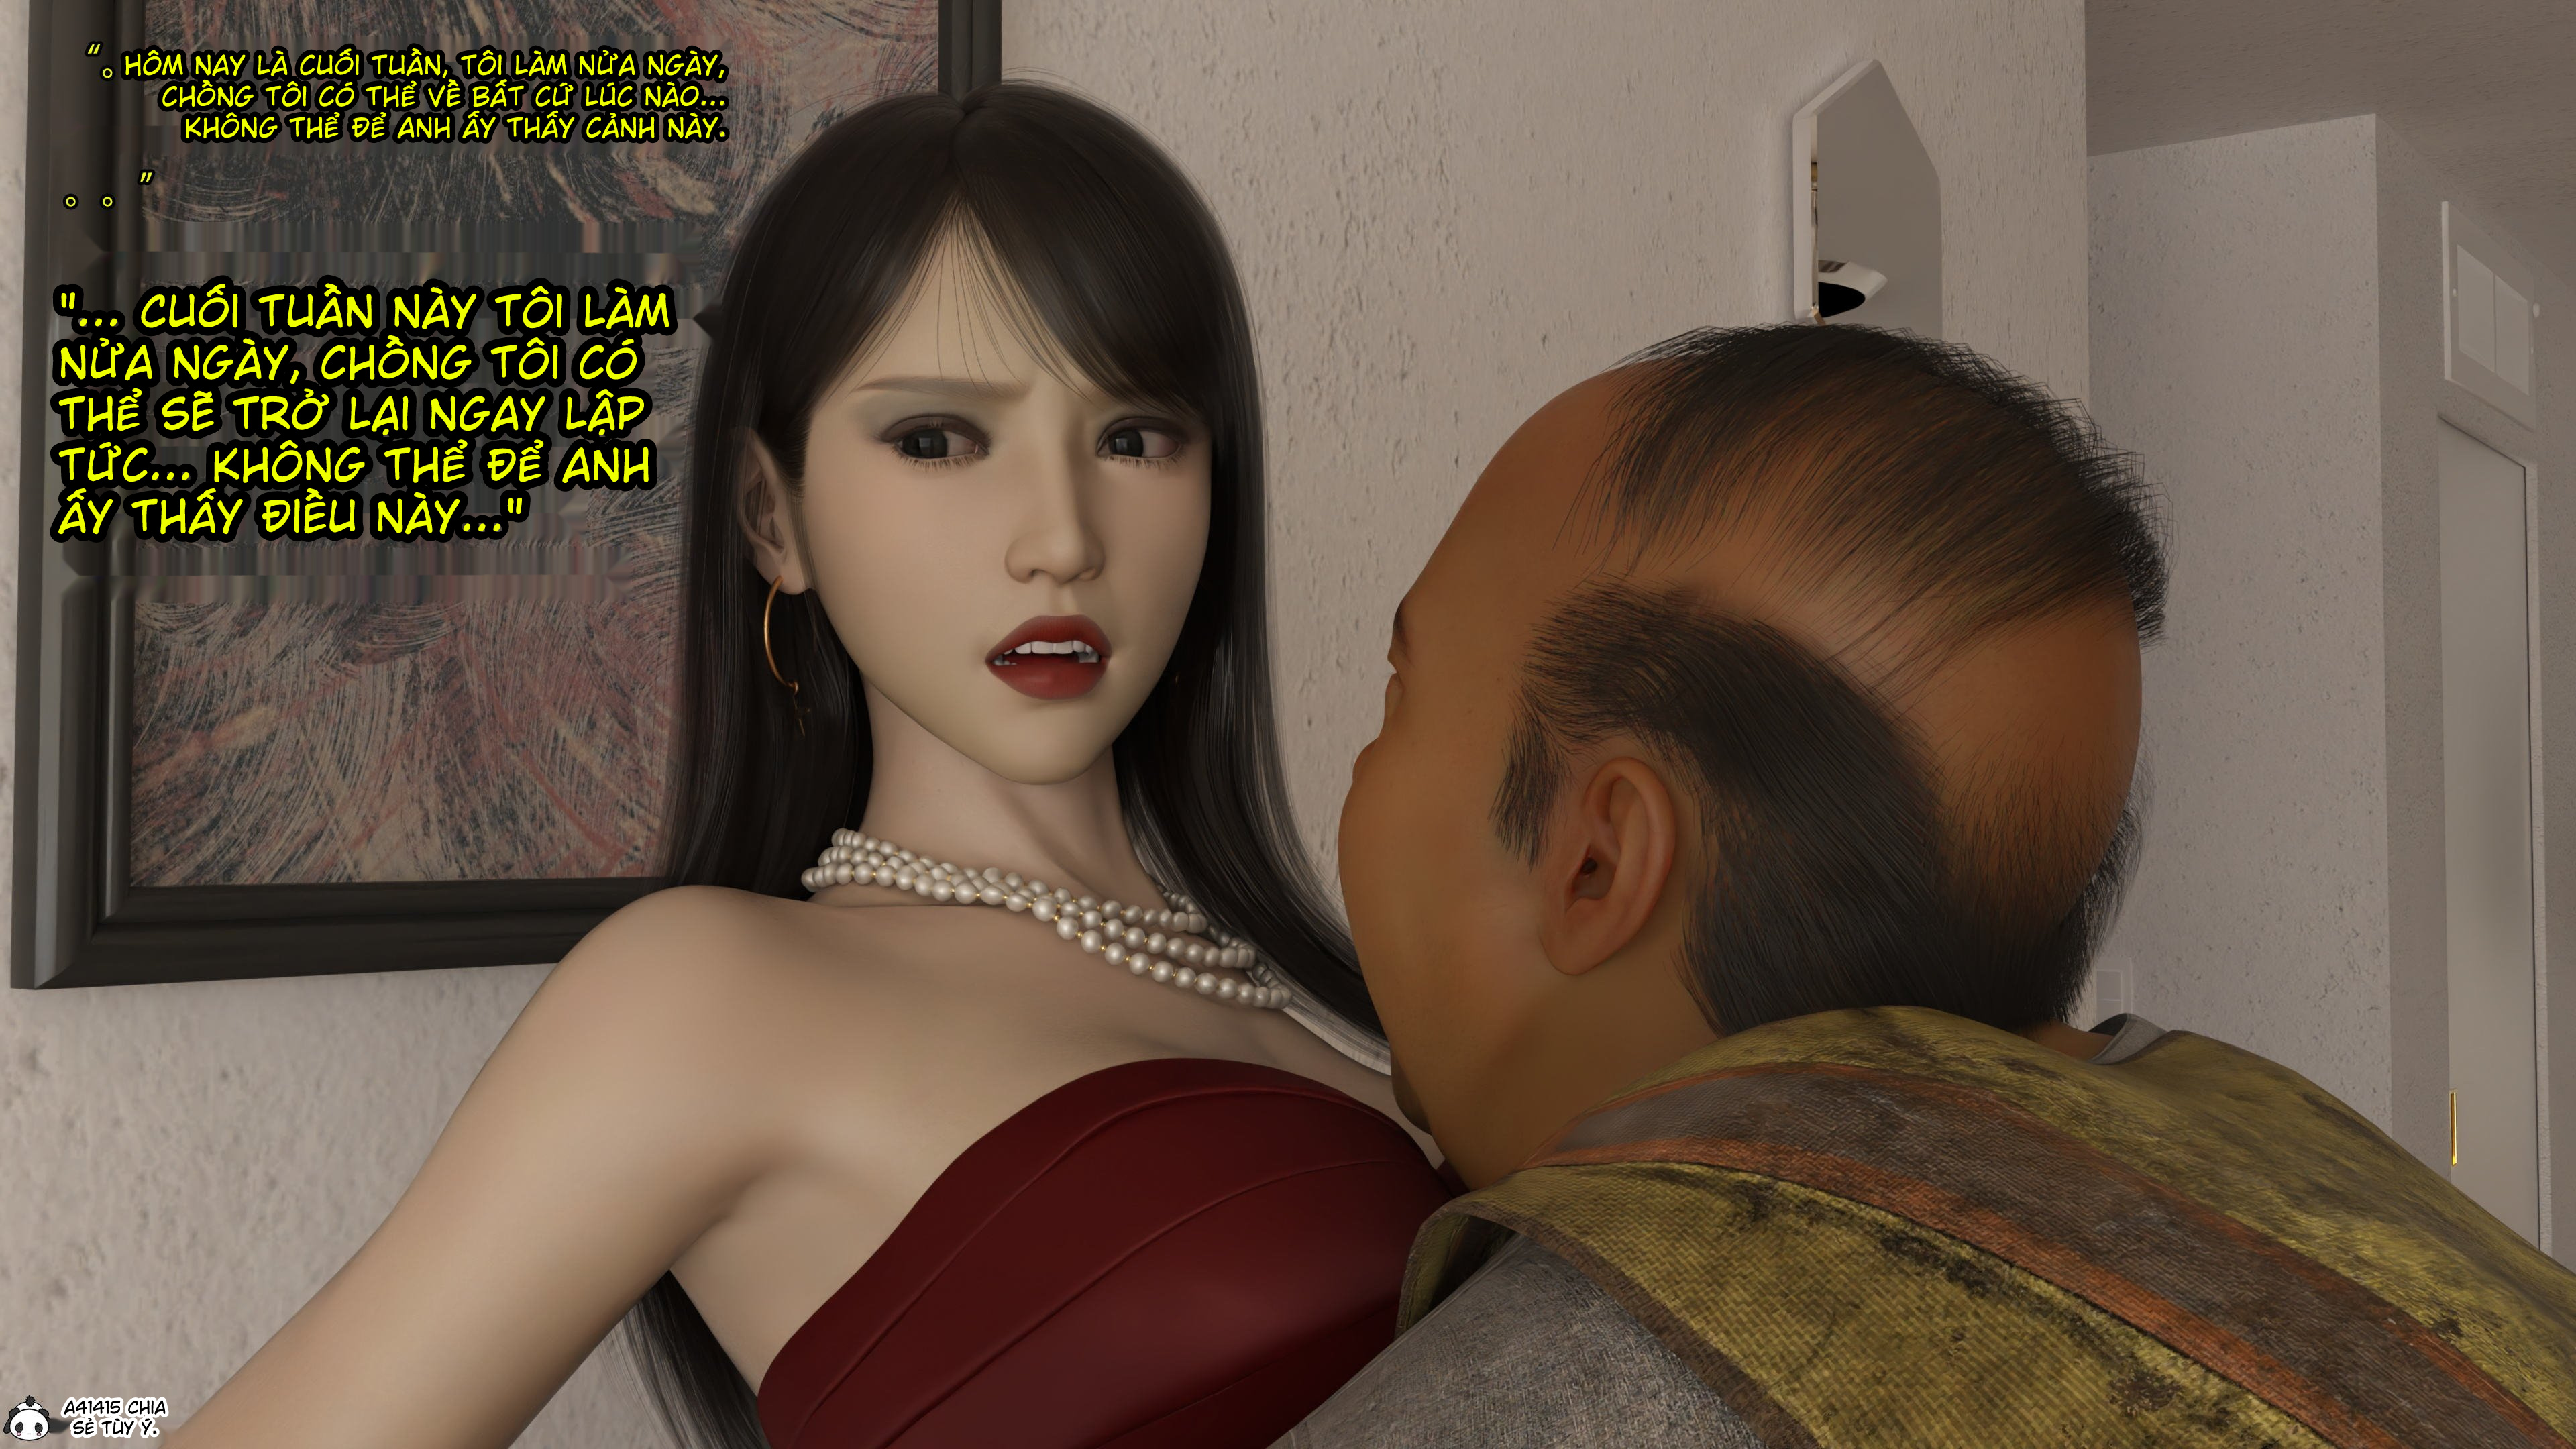 “。HÔM NAY LÀ CUỐI TUẦN, TÔI LÀM NỬA NGÀY,
CHỒNG TÔI CÓ THỂ VỀ BẤT CỨ LÚC NÀO...
KHÔNG THỂ ĐỂ ANH ẤY THẤY CẢNH NÀY.
。。”
"... CUỐI TUẦN NÀY TÔI LÀM
NỬA NGÀY, CHỒNG TÔI CÓ
THỂ SẼ TRỞ LẠI NGAY LẬP
TỨC... KHÔNG THỂ ĐỂ ANH
ẤY THẤY ĐIỀU NÀY..."
A41415 CHIA
SẺ TÙY Ý.